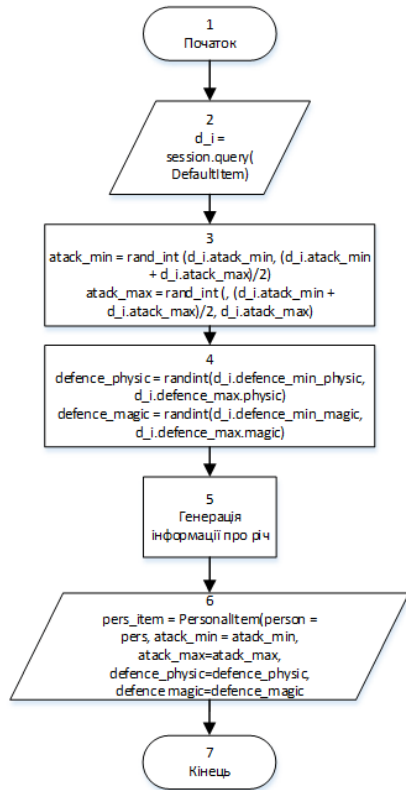 1
Початок
2
d_i =
session.query(
DefaultItem)
3
atack_min = rand_int (d_i.atack_min, (d_i.atack_min
+ d_i.atack_max)/2)
atack_max = rand_int (, (d_i.atack_min +
d_i.atack_max)/2, d_i.atack_max)
4
defence_physic = randint(d_i.defence_min_physic,
d_i.defence_max.physic)
defence_magic = randint(d_i.defence_min_magic,
d_i.defence_max.magic)
5
Генерація
інформації про річ
6
pers_item = PersonalItem(person =
pers, atack_min = atack_min,
atack_max=atack_max,
defence_physic=defence_physic,
defence magic=defence_magic
7
Кінець